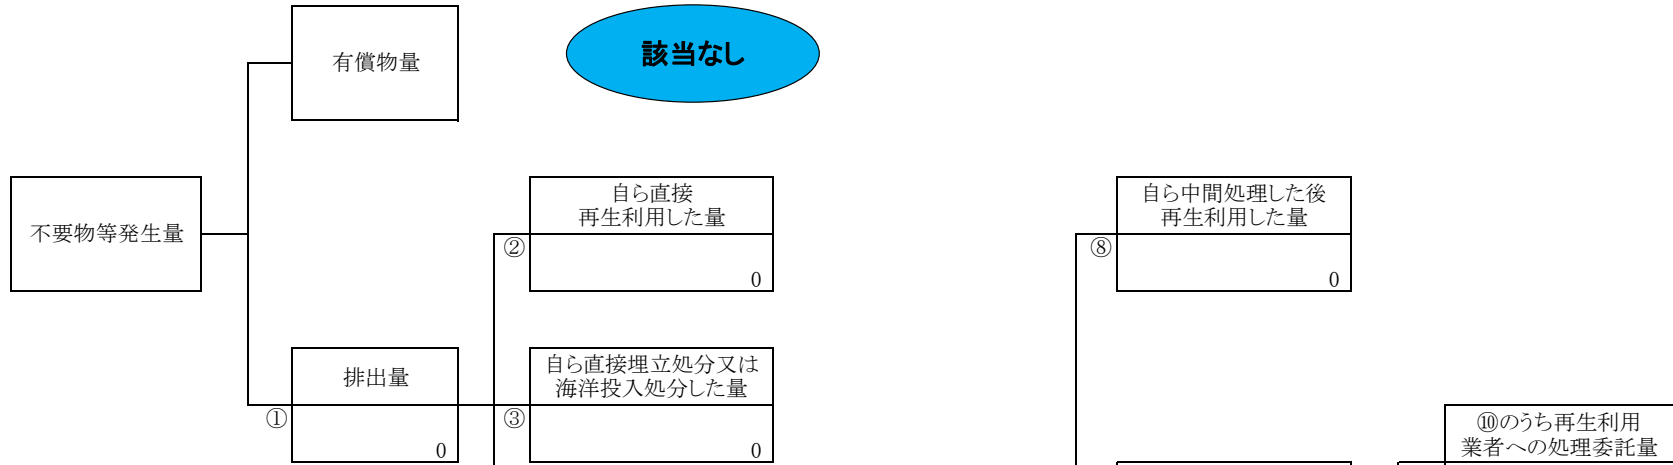 有償物量
該当なし
不要物等発生量
自ら直接
再生利用した量
②
0
自ら中間処理した後
再生利用した量
⑧
0
排出量
①
0
自ら直接埋立処分又は
海洋投入処分した量
③
0
⑩のうち再生利用
業者への処理委託量